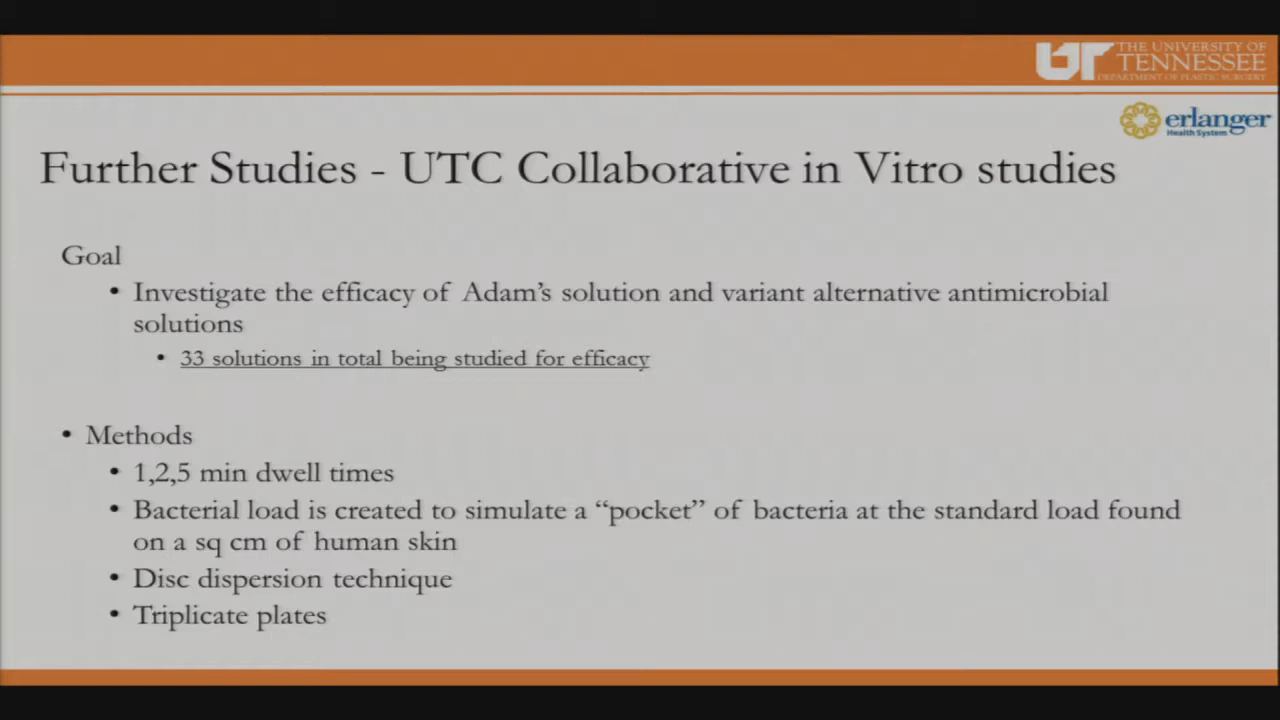 UT THE UNIVERSITY OF
TENNESSEE
DEPARTMENT OF PLASTIC SURGERY
erlanger
Health System
Further Studies - UTC Collaborative in Vitro studies
Goal
• Investigate the efficacy of Adam's solution and variant alternative antimicrobial
solutions
• 33 solutions in total being studied for efficacy
• Methods
• 1,2,5 min dwell times
• Bacterial load is created to simulate a “pocket” of bacteria at the standard load found
on a sq cm of human skin
• Disc dispersion technique
• Triplicate plates